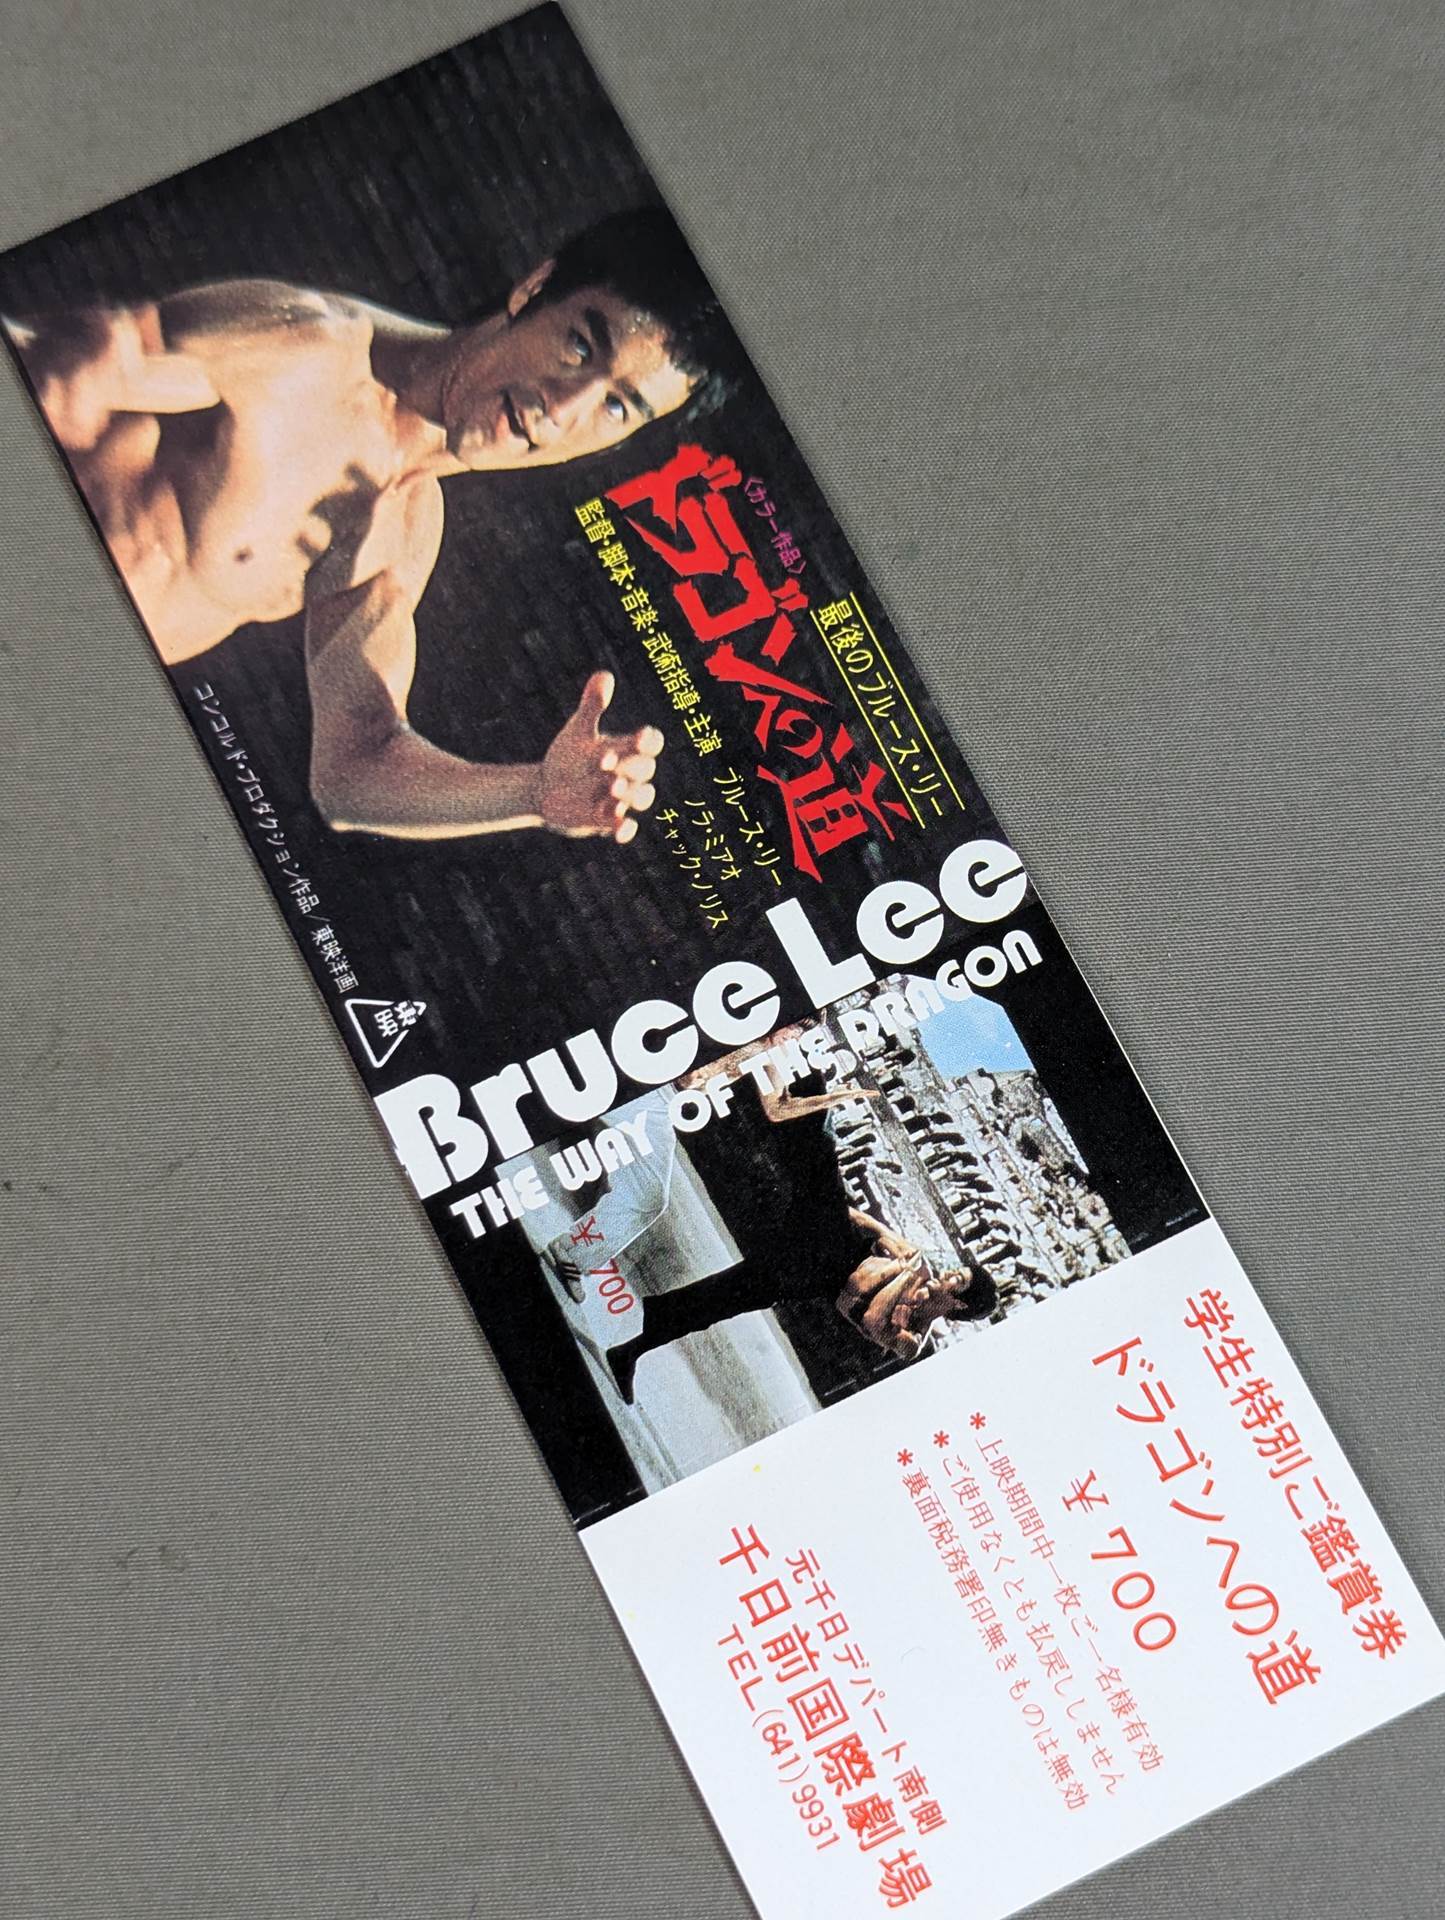 〈カラー作品〉
最後のブルース・リー
ドラゴンへの道
監督・脚本・音楽・武術指導・主演 ブルース・リー
ノラ・ミアオ
チャック・ノリス
コンコルド・プロダクション作品/東映洋画
映倫
Bruce Lee
THE WAY OF THE DRAGON
¥700
学生特別ご鑑賞券
ドラゴンへの道
¥700
*上映期間中一枚ご一名様有効
*ご使用なくとも払戻ししません
*裏面税務署印無きものは無効
元千日デパート南側
千日前国際劇場
TEL(641)9931